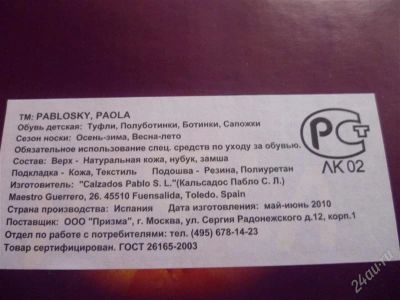 ТМ: PABLOSKY, PAOLA
Обувь детская: Туфли, Полуботинки, Ботинки, Сапожки
Сезон носки: Осень-зима, Весна-лето
Обязательное использование спец. средств по уходу за обувью.
Состав: Верх - Натуральная кожа, нубук, замша
Подкладка - Кожа, Текстиль Подошва - Резина, Полиуретан
Изготовитель: "Calzados Pablo S. L."(Кальсадос Пабло С. Л.)
Maestro Guerrero, 26. 45510 Fuensalida, Toledo. Spain
Страна производства: Испания Дата: май-июнь 2010
Поставщик: ООО "Призма", г. Москва, ул. Сергия Радонежского д.12, корп.1
Отдел по работе с потребителями: тел. (495) 678-14-23
Товар сертифицирован. ГОСТ 26165-2003
РСТ
ЛК 02
24au.ru